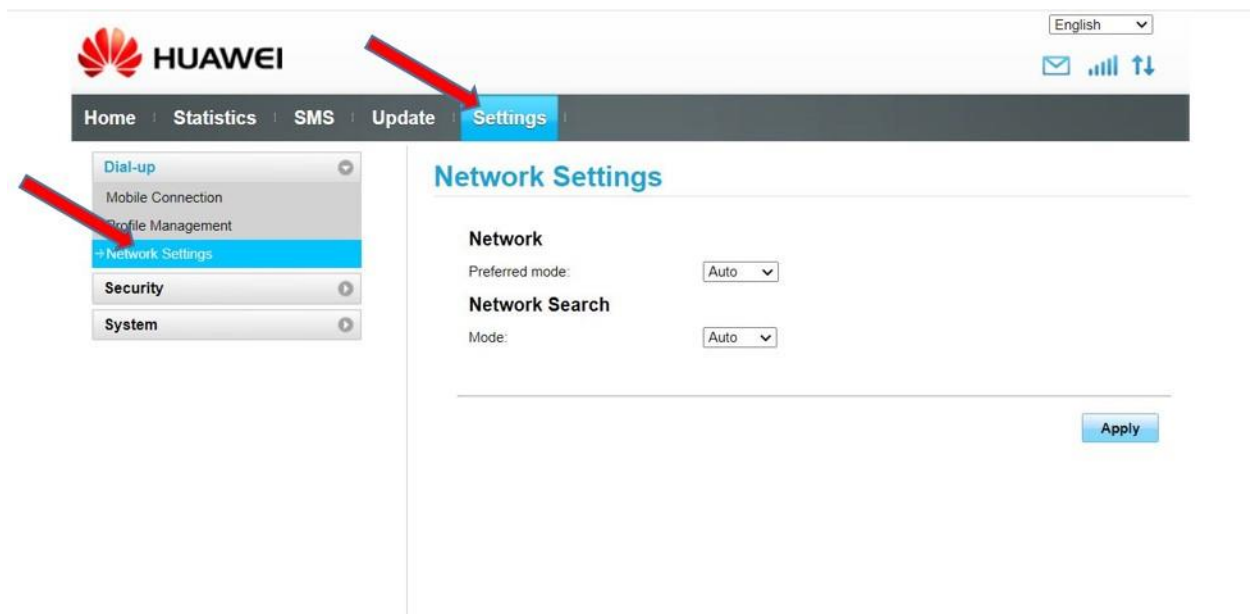 English
HUAWEI
Home Statistics SMS Update Settings
Dial-up
Mobile Connection
Profile Management
Network Settings
Security
System
Network Settings
Network
Preferred mode: Auto
Network Search
Mode: Auto
Apply